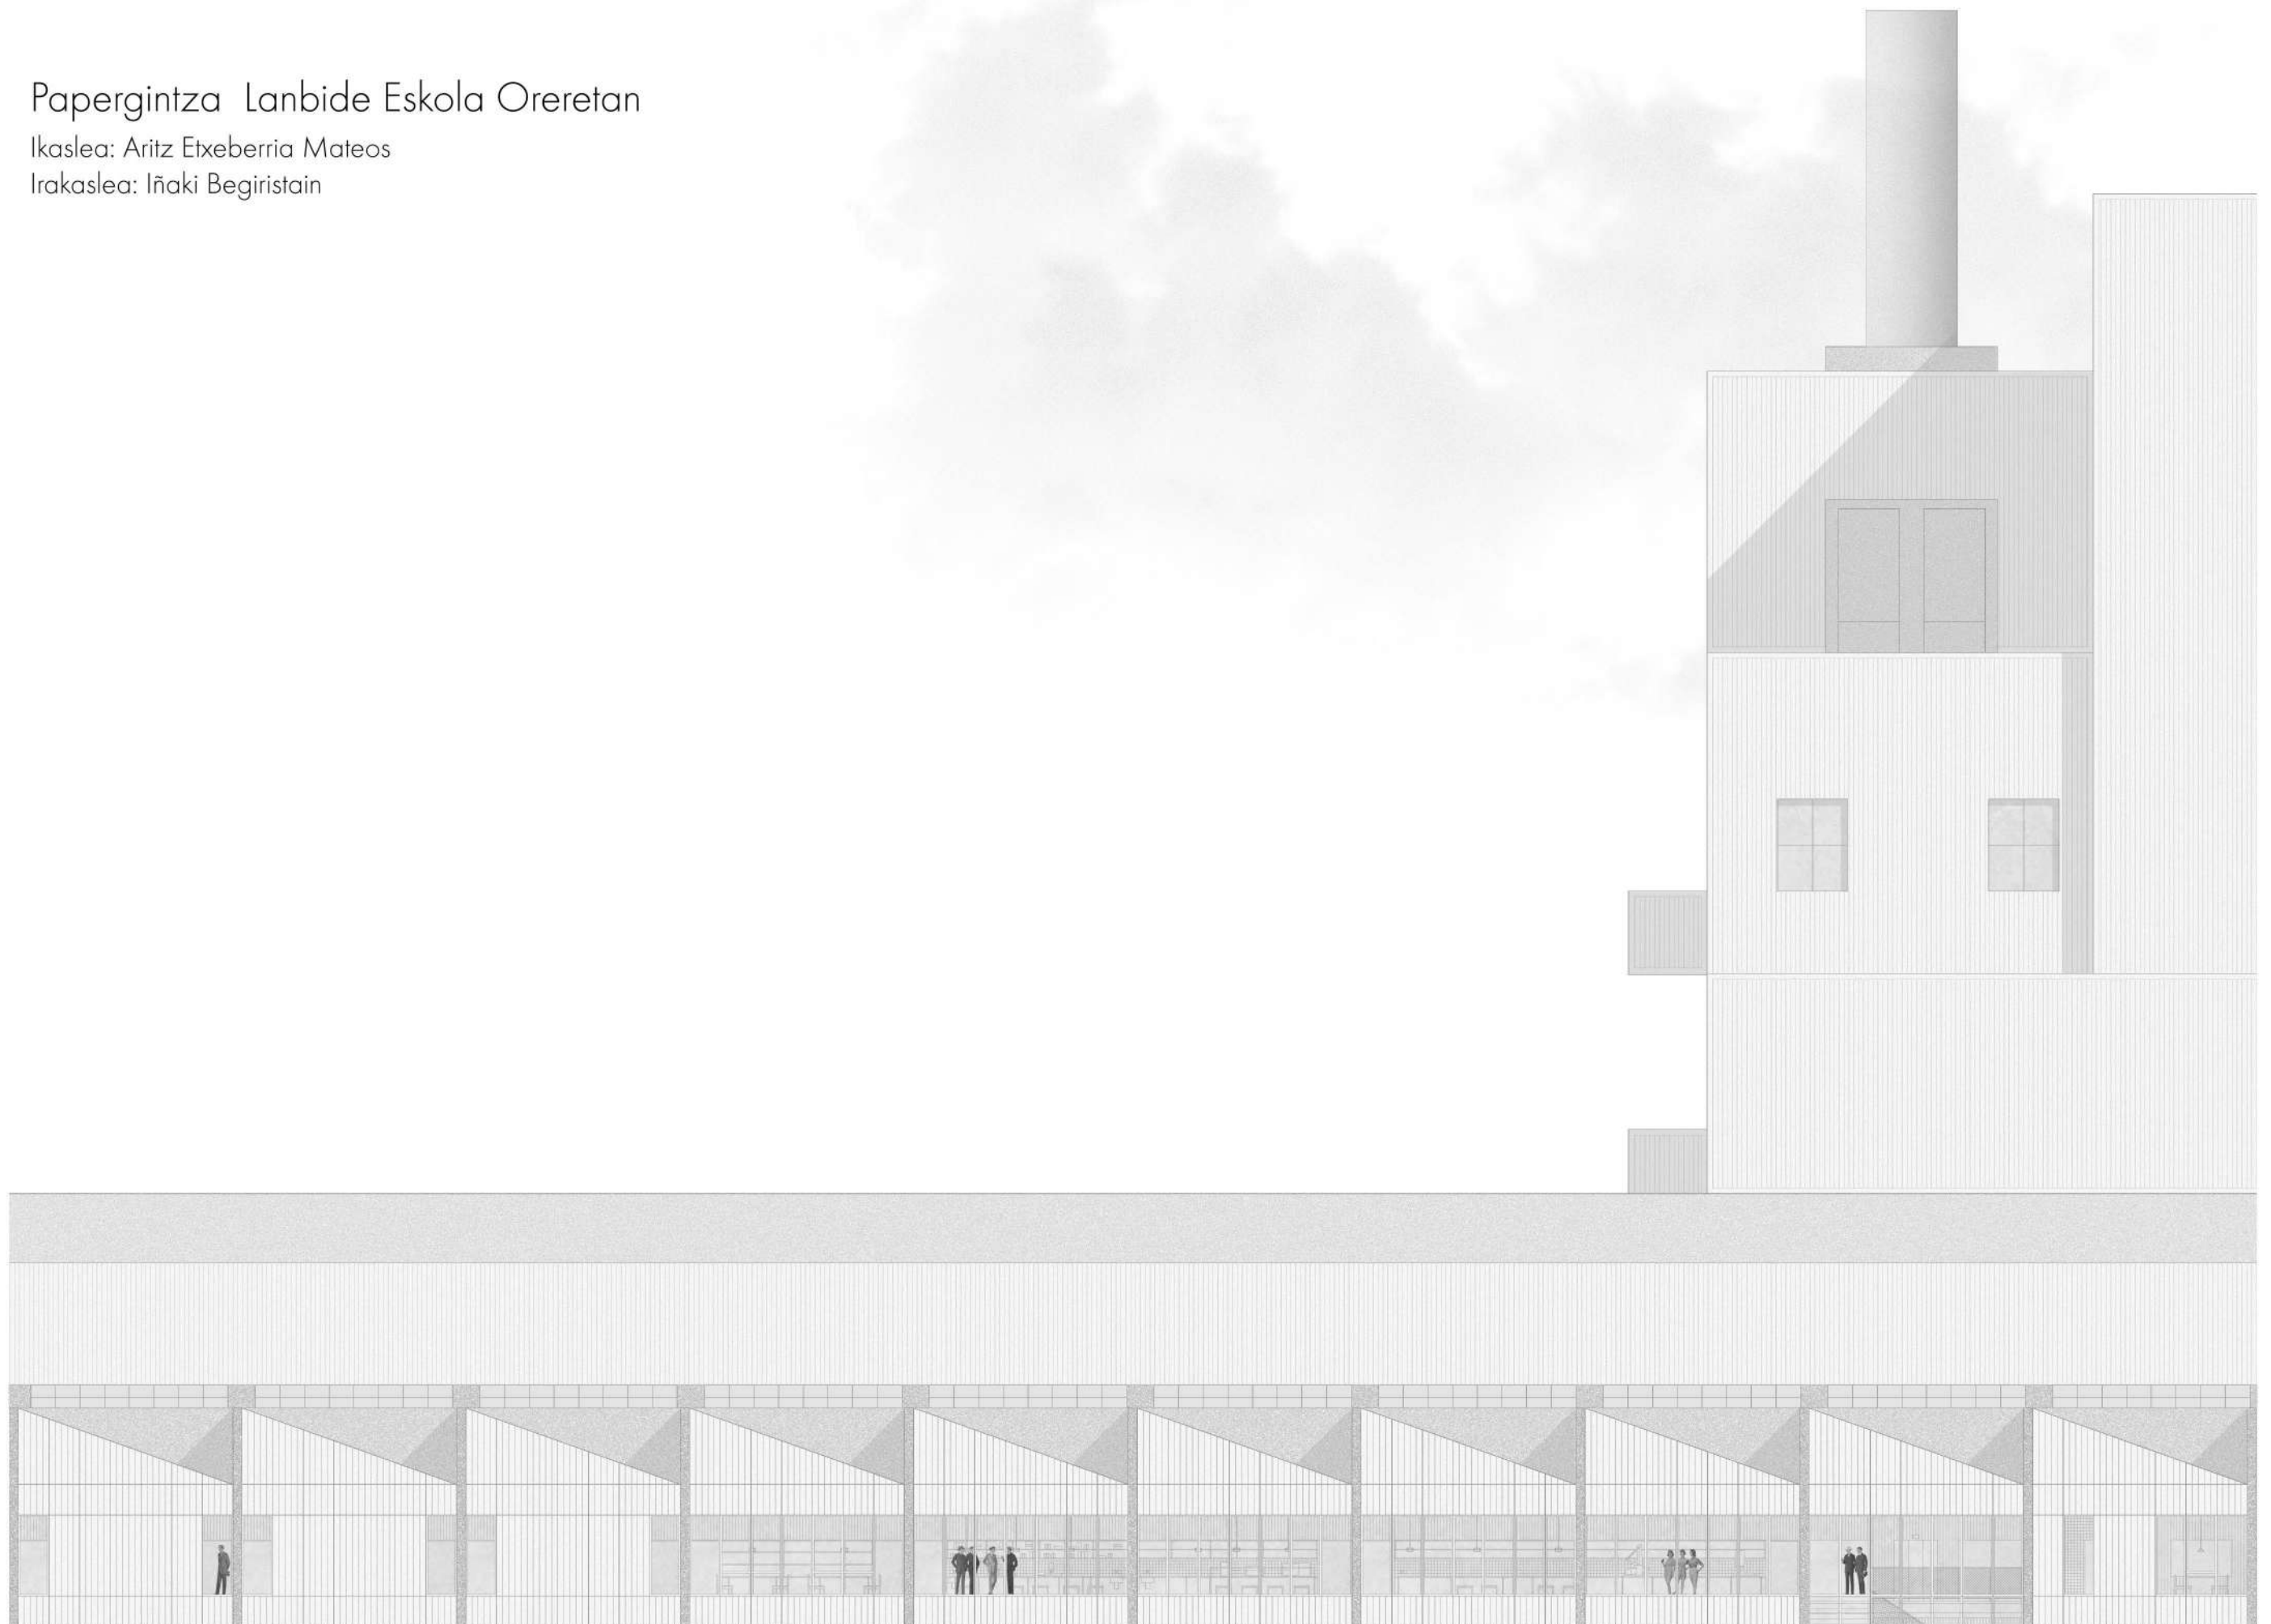 Papergintza Lanbide Eskola Oreretan
Ikaslea: Aritz Etxeberria Mateos
Irakaslea: Iñaki Begiristain